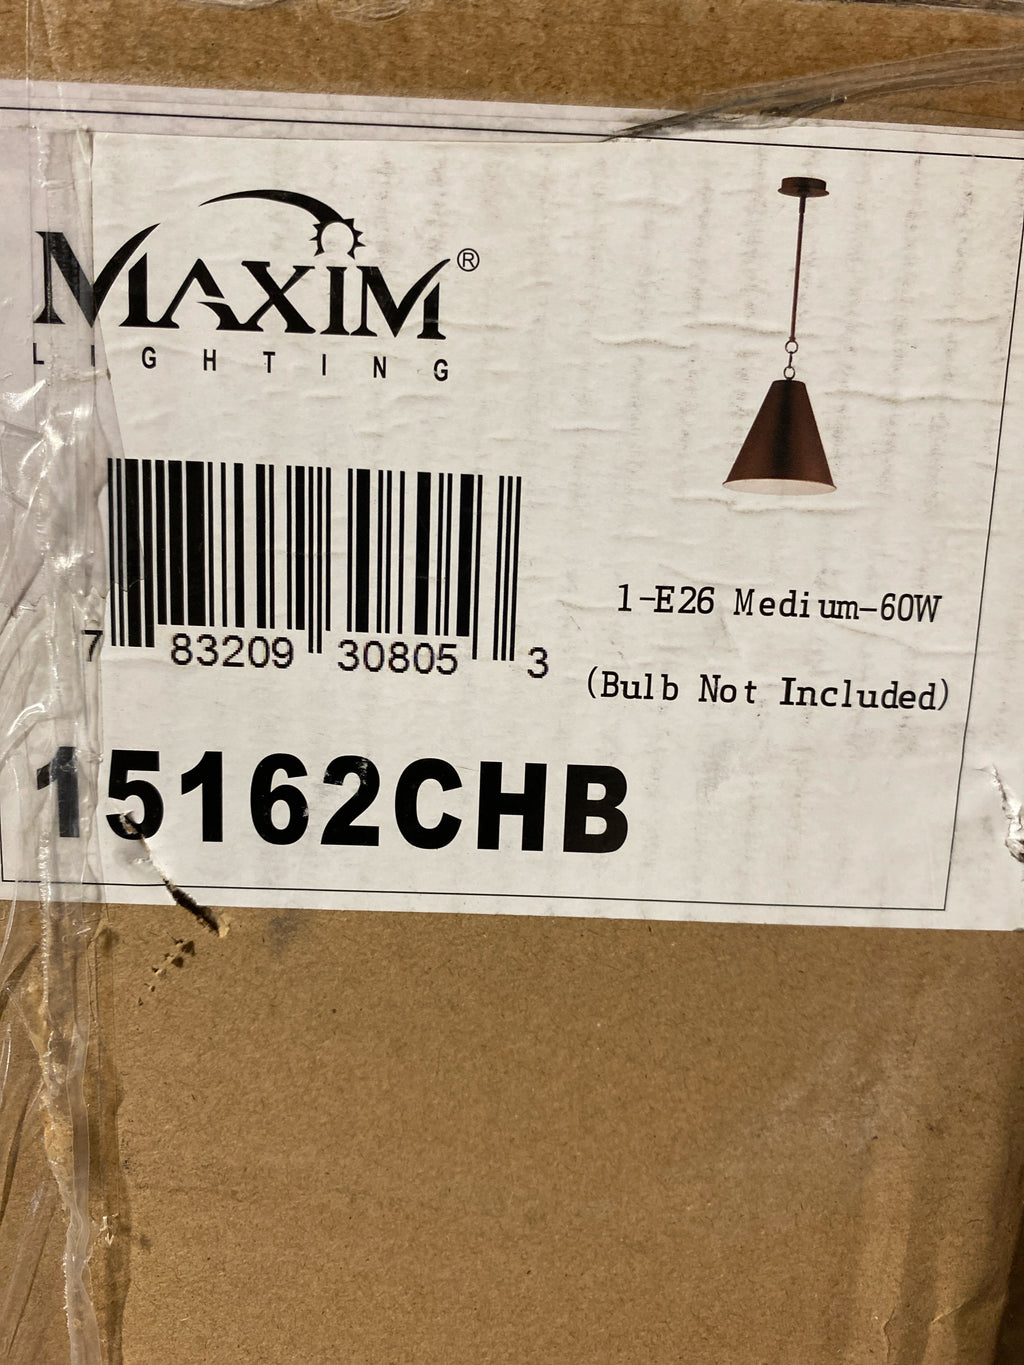 MAXIM®
LIGHTING
7 83209 30805 3
1-E26 Medium-60W
(Bulb Not Included)
15162CHB